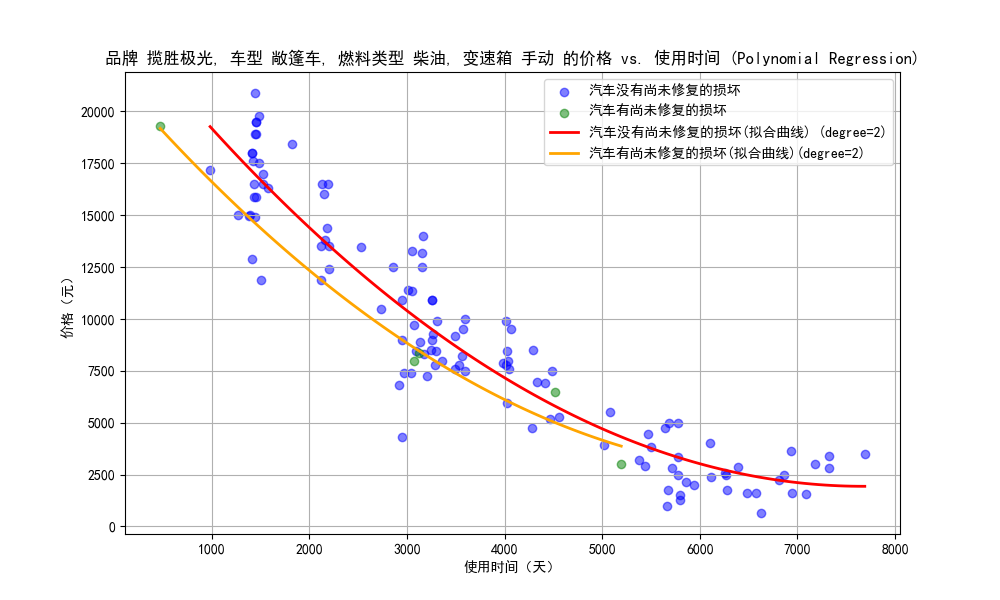 品牌 揽胜极光, 车型 敞篷车, 燃料类型 柴油, 变速箱 手动 的价格 vs. 使用时间 (Polynomial Regression)
汽车没有尚未修复的损坏
汽车有尚未修复的损坏
汽车没有尚未修复的损坏(拟合曲线) (degree=2)
汽车有尚未修复的损坏(拟合曲线)(degree=2)
价格（元）
20000
17500
15000
12500
10000
7500
5000
2500
0
1000 2000 3000 4000 5000 6000 7000 8000
使用时间（天）